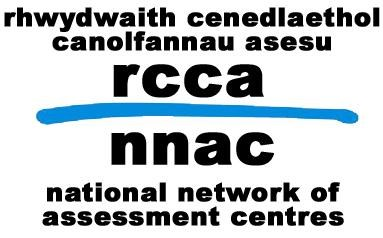 rhwydwaith cenedlaethol
canolfannau asesu
rcca
nnac
national network of
assessment centres